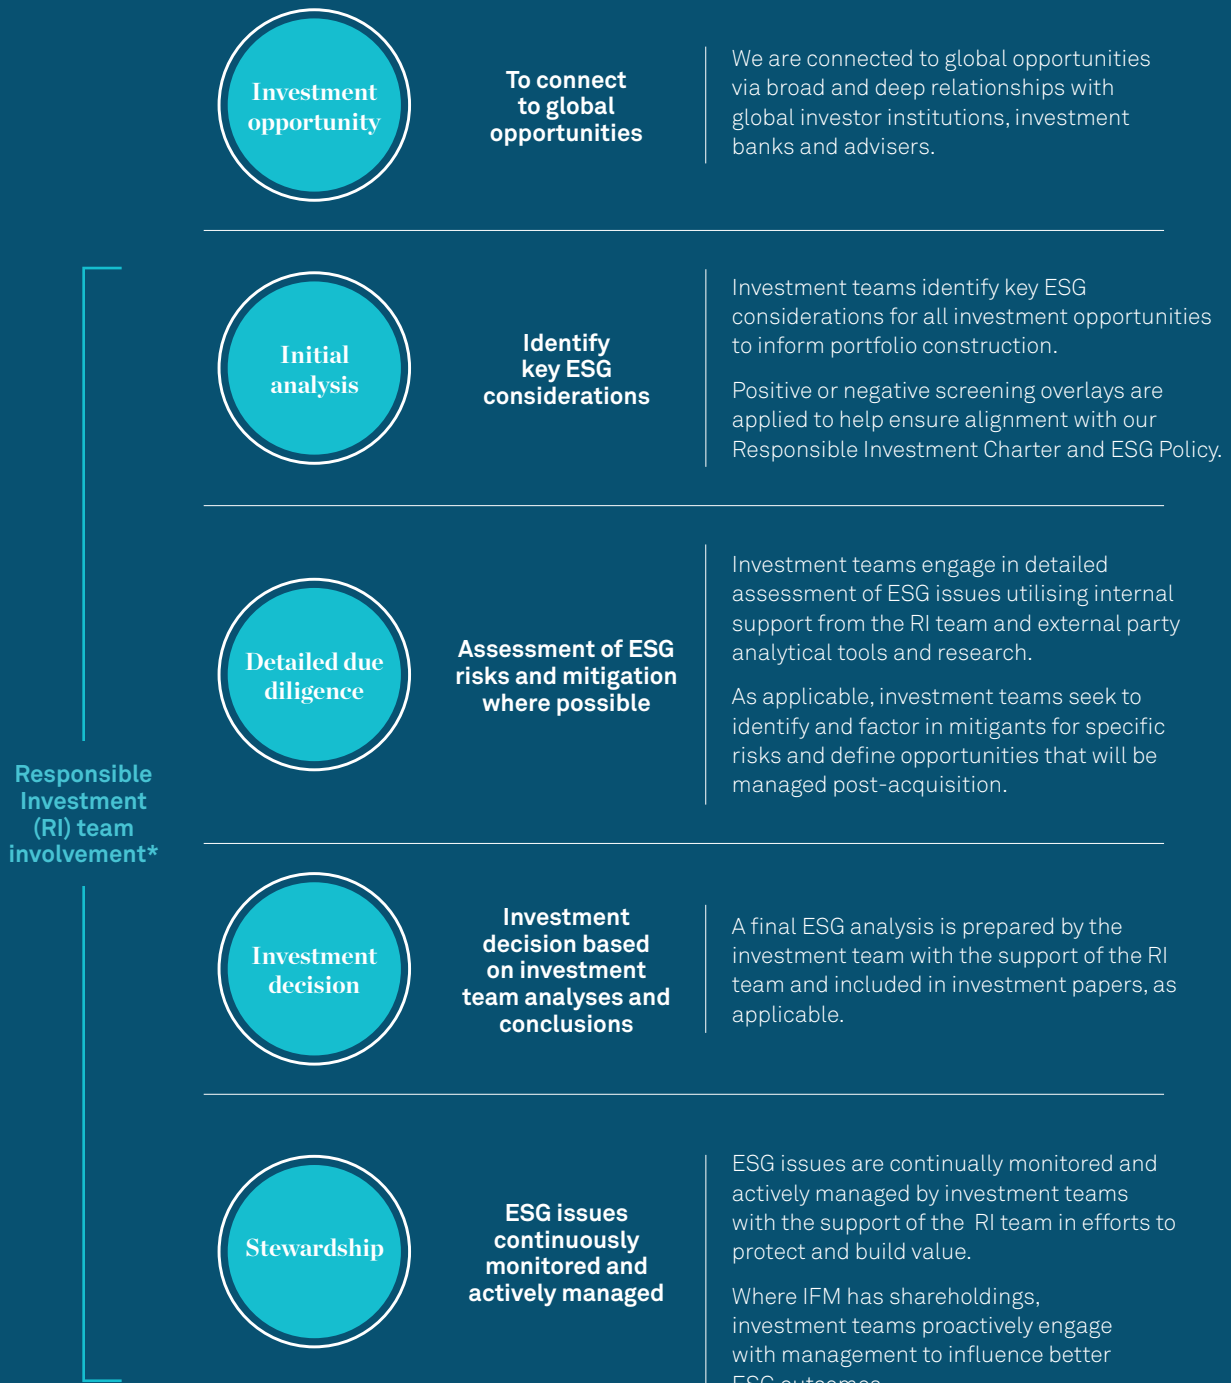 Investment
opportunity
To connect
to global
opportunities
We are connected to global opportunities
via broad and deep relationships with
global investor institutions, investment
banks and advisers.
Responsible
Investment
(RI) team
involvement*
Initial
analysis
Identify
key ESG
considerations
Investment teams identify key ESG
considerations for all investment opportunities
to inform portfolio construction.
Positive or negative screening overlays are
applied to help ensure alignment with our
Responsible Investment Charter and ESG Policy.
Detailed due
diligence
Assessment of ESG
risks and mitigation
where possible
Investment teams engage in detailed
assessment of ESG issues utilising internal
support from the RI team and external party
analytical tools and research.
As applicable, investment teams seek to
identify and factor in mitigants for specific
risks and define opportunities that will be
managed post-acquisition.
Investment
decision
Investment
decision based
on investment
team analyses and
conclusions
A final ESG analysis is prepared by the
investment team with the support of the RI
team and included in investment papers, as
applicable.
Stewardship
ESG issues
continuously
monitored and
actively managed
ESG issues are continually monitored and
actively managed by investment teams
with the support of the RI team in efforts to
protect and build value.
Where IFM has shareholdings,
investment teams proactively engage
with management to influence better
ESG outcomes